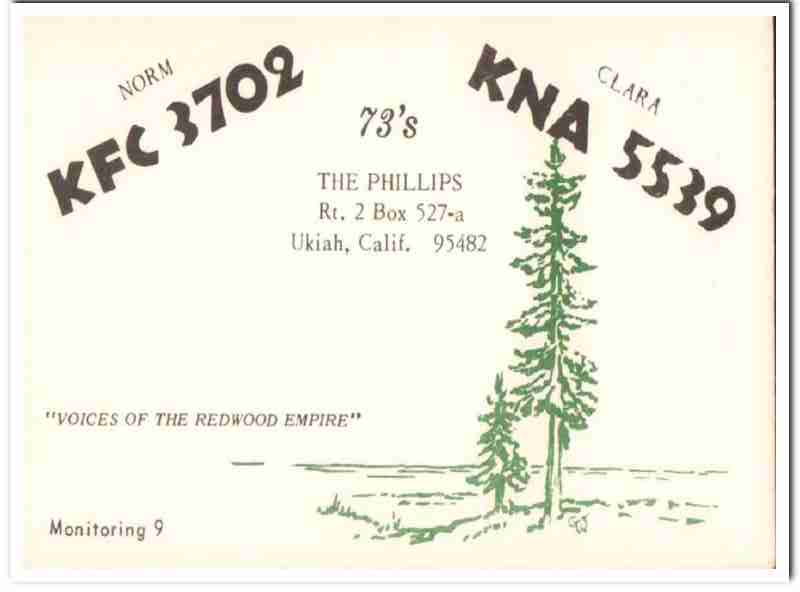 NORM
KFC 3702
CLARA
KNA 5539
73's
THE PHILLIPS
Rt. 2 Box 527-a
Ukiah, Calif. 95482
"VOICES OF THE REDWOOD EMPIRE"
Monitoring 9